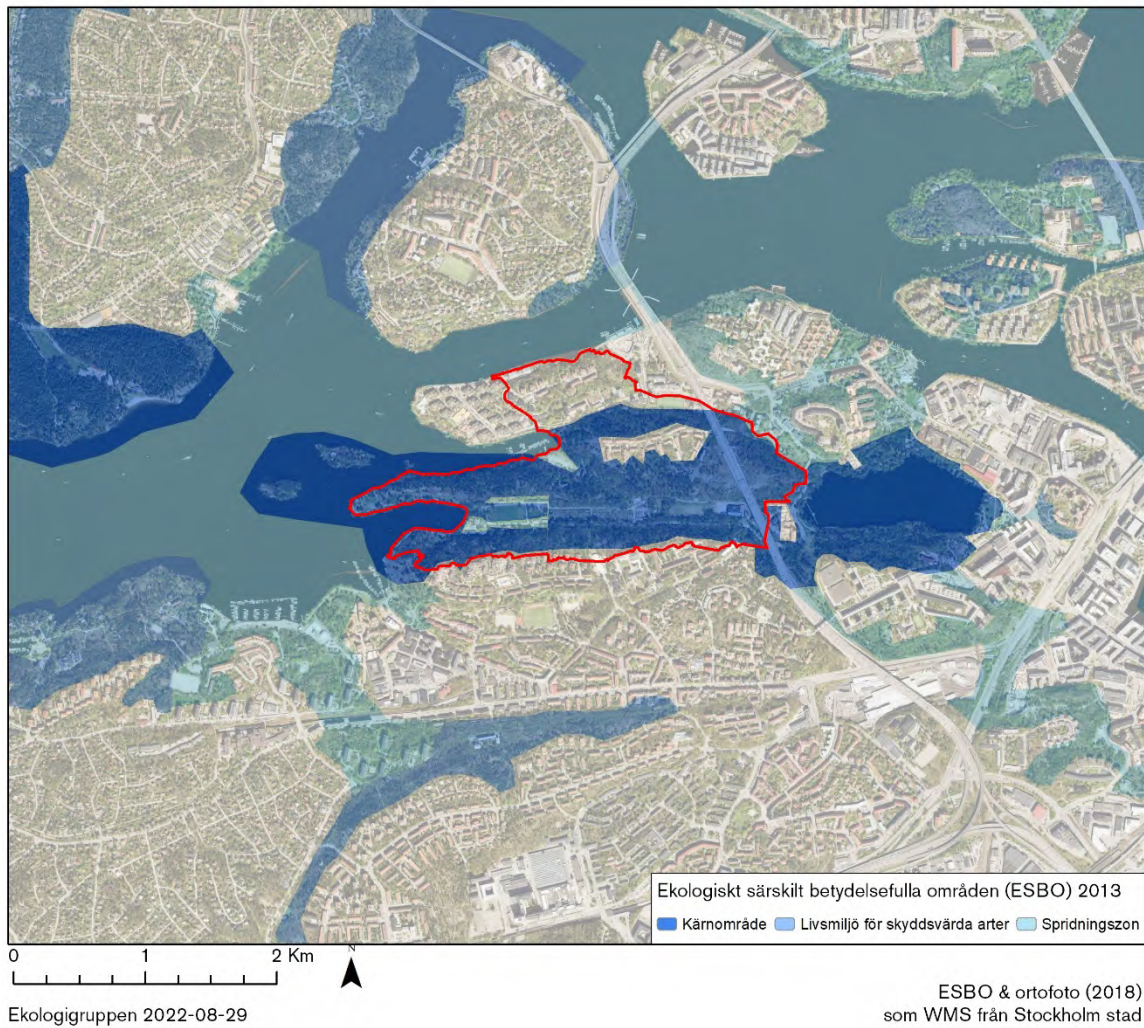 Ekologiskt särskilt betydelsefulla områden (ESBO) 2013
Kärnområde Livsmiljö för skyddsvärda arter Spridningszon
0 1 2 Km
N
Ekologigruppen 2022-08-29
ESBO & ortofoto (2018)
som WMS från Stockholm stad